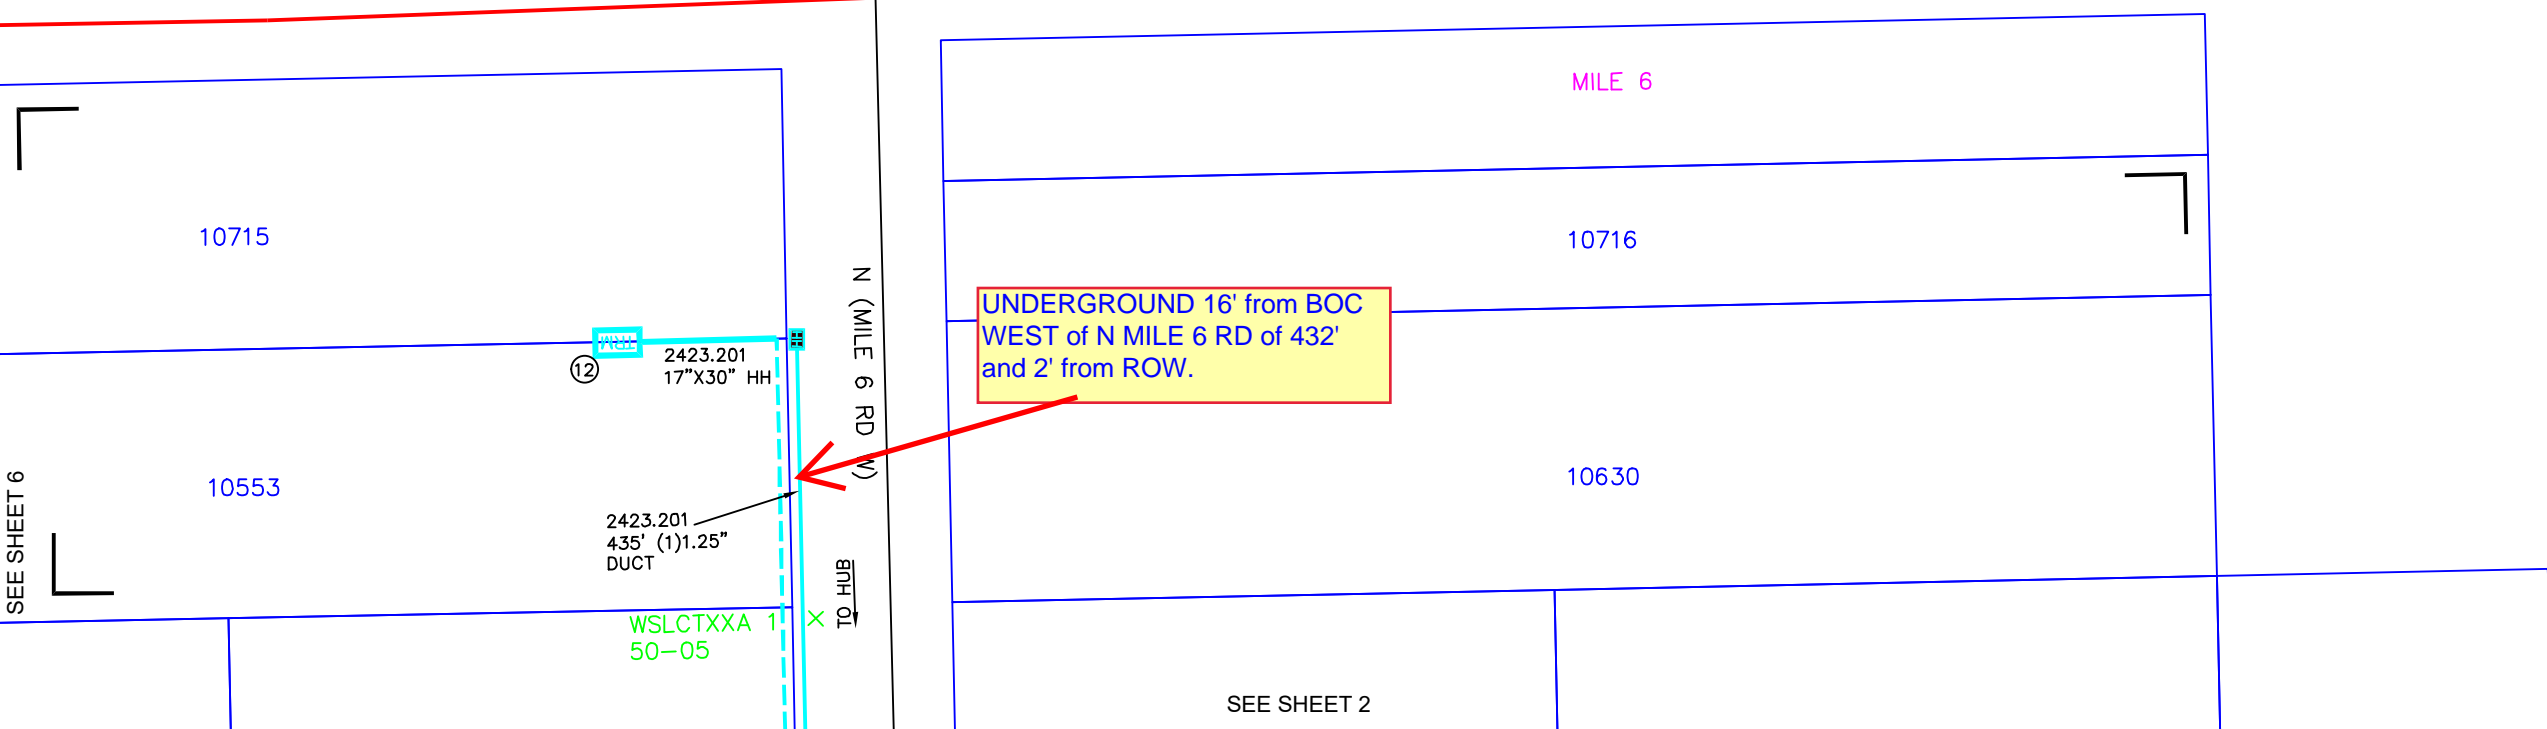 MILE 6
10715
10716
N (MILE 6 RD W)
UNDERGROUND 16' from BOC
WEST of N MILE 6 RD of 432'
and 2' from ROW.
TRM
12
2423.201
17"X30" HH
10553
10630
SEE SHEET 6
2423.201
435' (1)1.25"
DUCT
TO HUB
WSLCTXXA 1
50-05
SEE SHEET 2